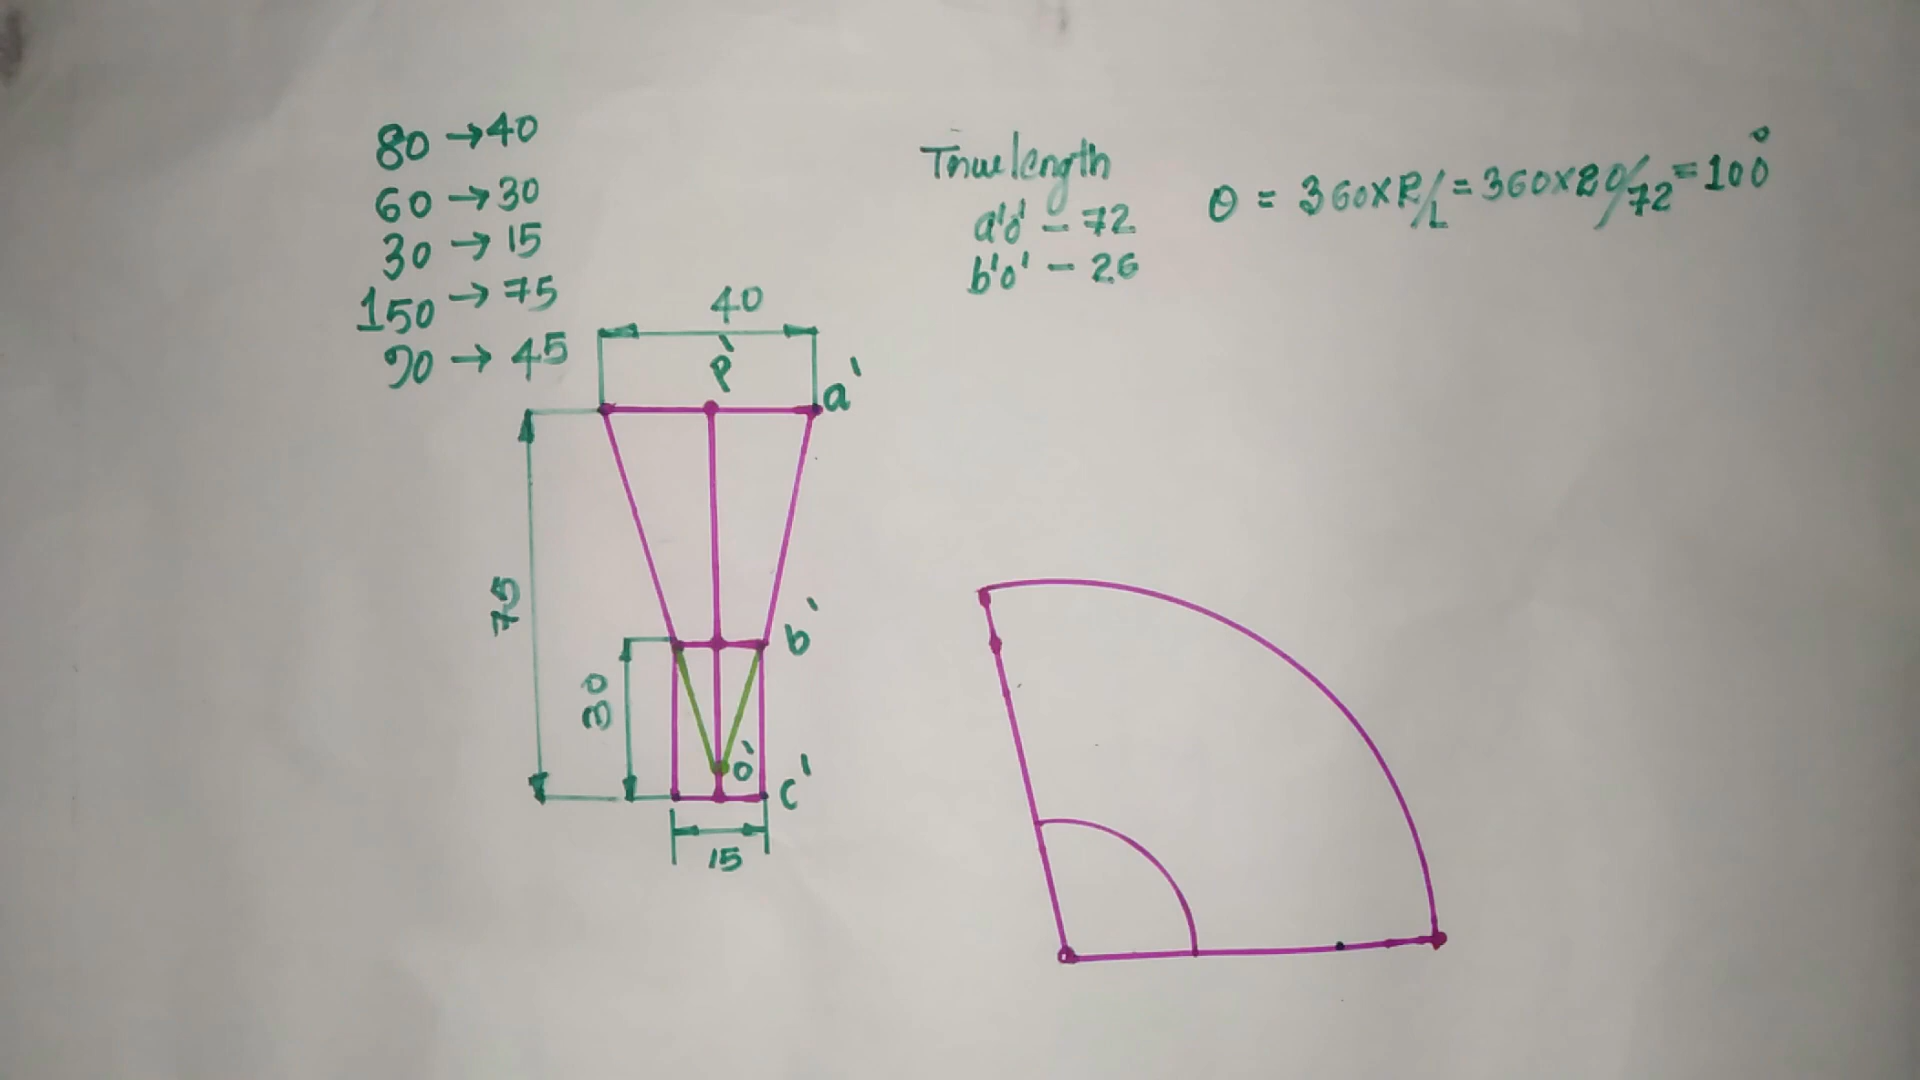 80 → 40
60 → 30
30 → 15
150 → 75
90 → 45
True length
a'o' - 72
b'o' - 26
θ = 360×R/L = 360×20/72 = 100°
40
p'
a'
75
b'
30
o'
c'
15